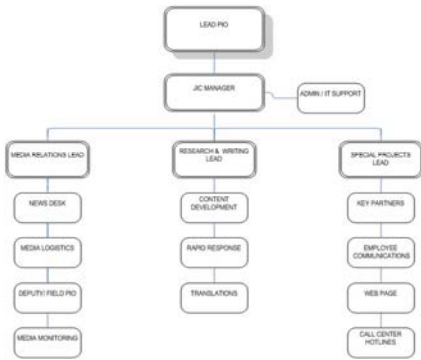 LEAD PIO
JIC MANAGER
ADMIN / IT SUPPORT
MEDIA RELATIONS LEAD
RESEARCH & WRITING
LEAD
SPECIAL PROJECTS
LEAD
NEWS DESK
CONTENT
DEVELOPMENT
KEY PARTNERS
MEDIA LOGISTICS
RAPID RESPONSE
EMPLOYEE
COMMUNICATIONS
DEPUTY/ FIELD PIO
TRANSLATIONS
WEB PAGE
MEDIA MONITORING
CALL CENTER
HOTLINES